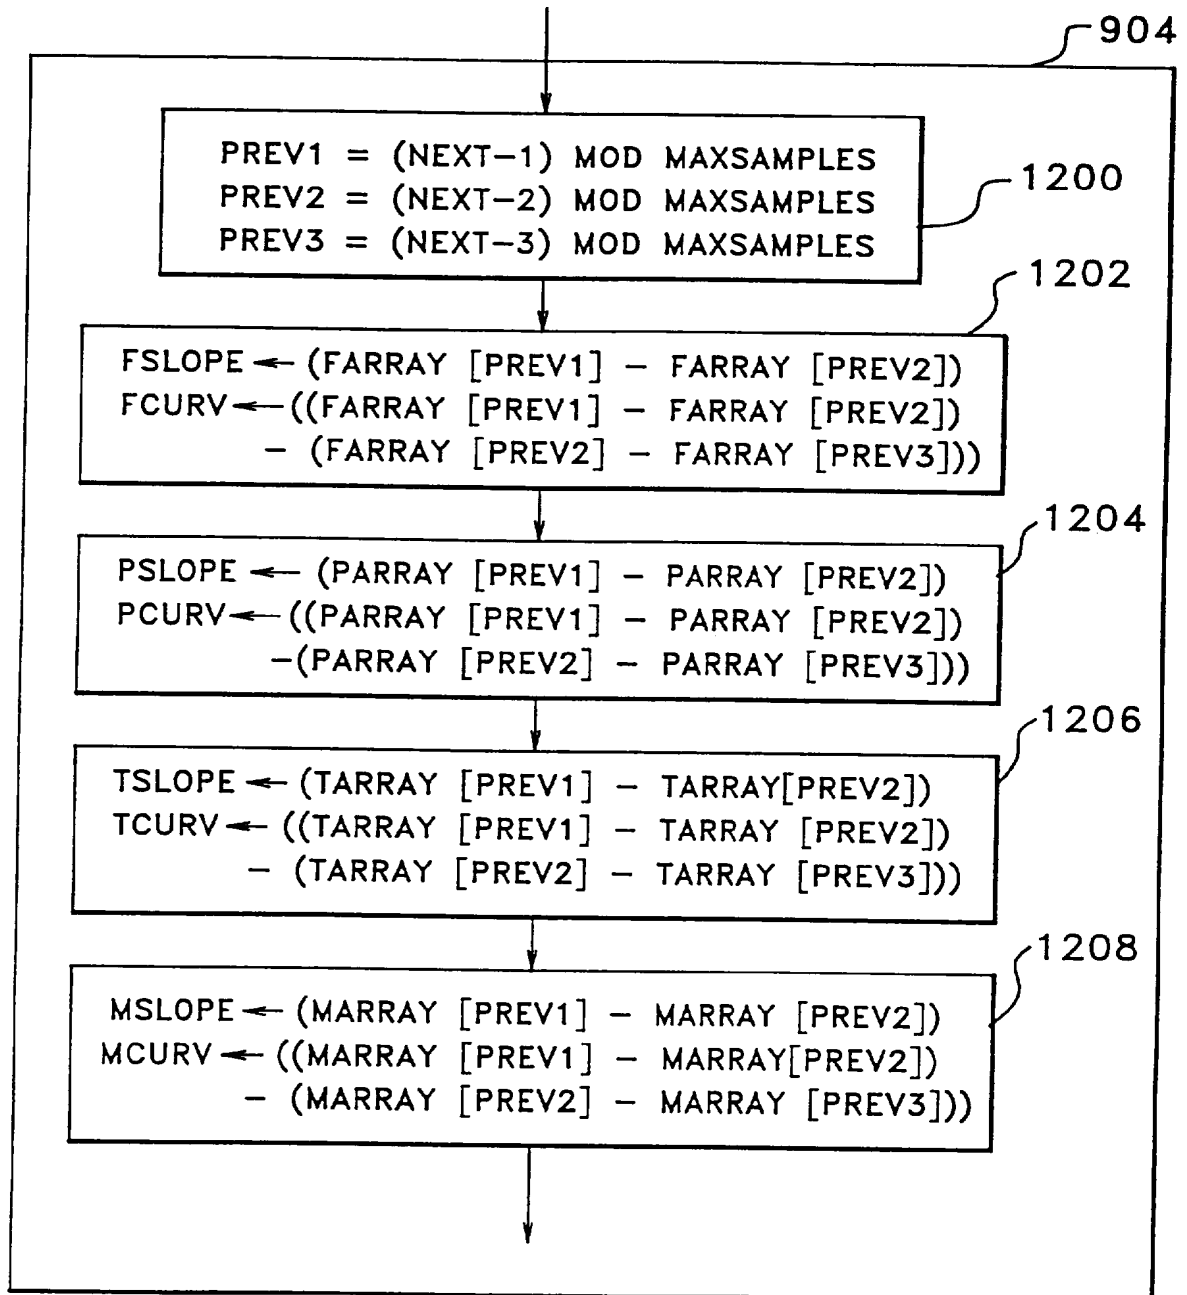 904
PREV1 = (NEXT-1) MOD MAXSAMPLES
PREV2 = (NEXT-2) MOD MAXSAMPLES
PREV3 = (NEXT-3) MOD MAXSAMPLES
1200
1202
FSLOPE ← (FARRAY [PREV1] - FARRAY [PREV2])
FCURV ← ((FARRAY [PREV1] - FARRAY [PREV2])
- (FARRAY [PREV2] - FARRAY [PREV3]))
1204
PSLOPE ← (PARRAY [PREV1] - PARRAY [PREV2])
PCURV ← ((PARRAY [PREV1] - PARRAY [PREV2])
-(PARRAY [PREV2] - PARRAY [PREV3]))
1206
TSLOPE ← (TARRAY [PREV1] - TARRAY[PREV2])
TCURV ← ((TARRAY [PREV1] - TARRAY [PREV2])
- (TARRAY [PREV2] - TARRAY [PREV3]))
1208
MSLOPE ← (MARRAY [PREV1] - MARRAY [PREV2])
MCURV ← ((MARRAY [PREV1] - MARRAY[PREV2])
- (MARRAY [PREV2] - MARRAY [PREV3]))